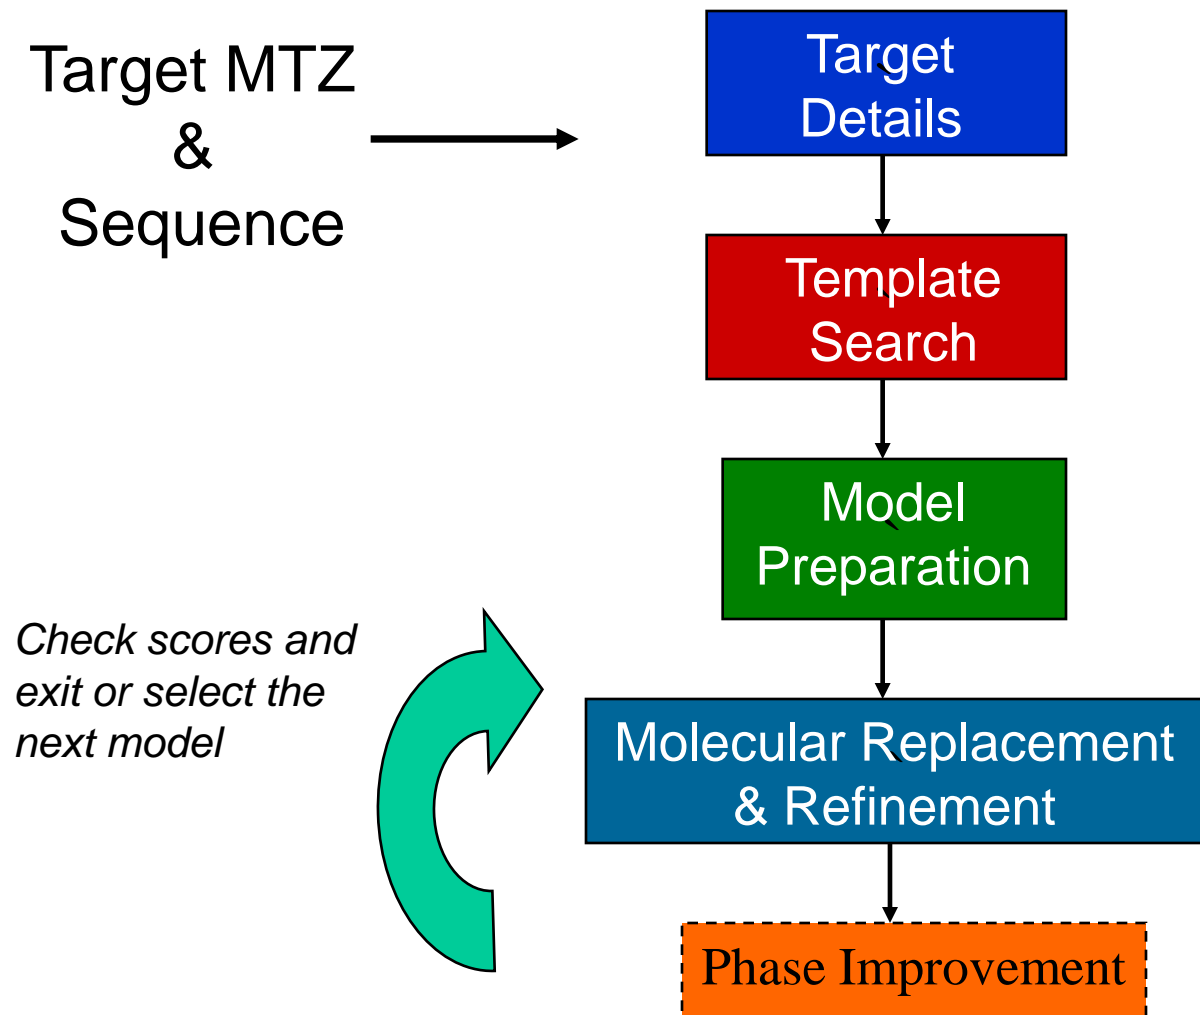 Target MTZ
&
Sequence
Target
Details
Template
Search
Model
Preparation
Check scores and
exit or select the
next model
Molecular Replacement
& Refinement
Phase Improvement